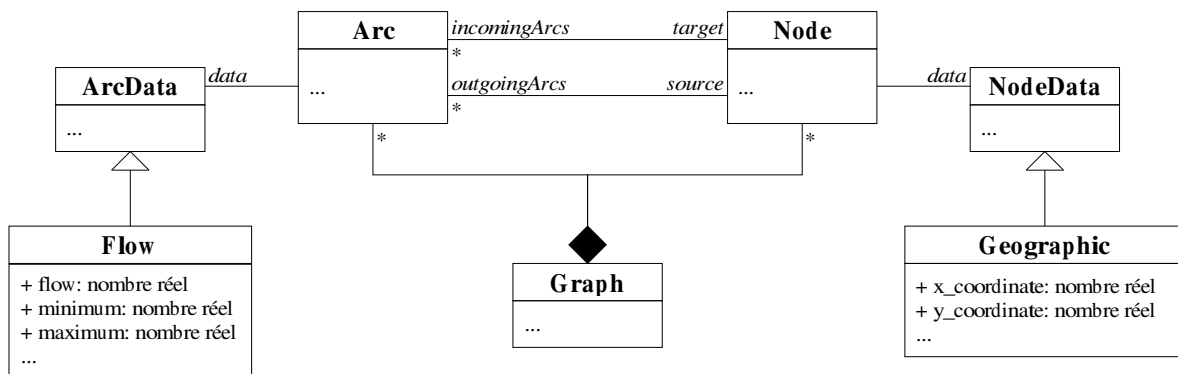 Arc
...
incomingArcs
*
target
outgoingArcs
*
source
Node
...
ArcData
...
data
data
NodeData
...
*
*
Flow
+ flow: nombre réel
+ minimum: nombre réel
+ maximum: nombre réel
...
Graph
...
Geographic
+ x_coordinate: nombre réel
+ y_coordinate: nombre réel
...